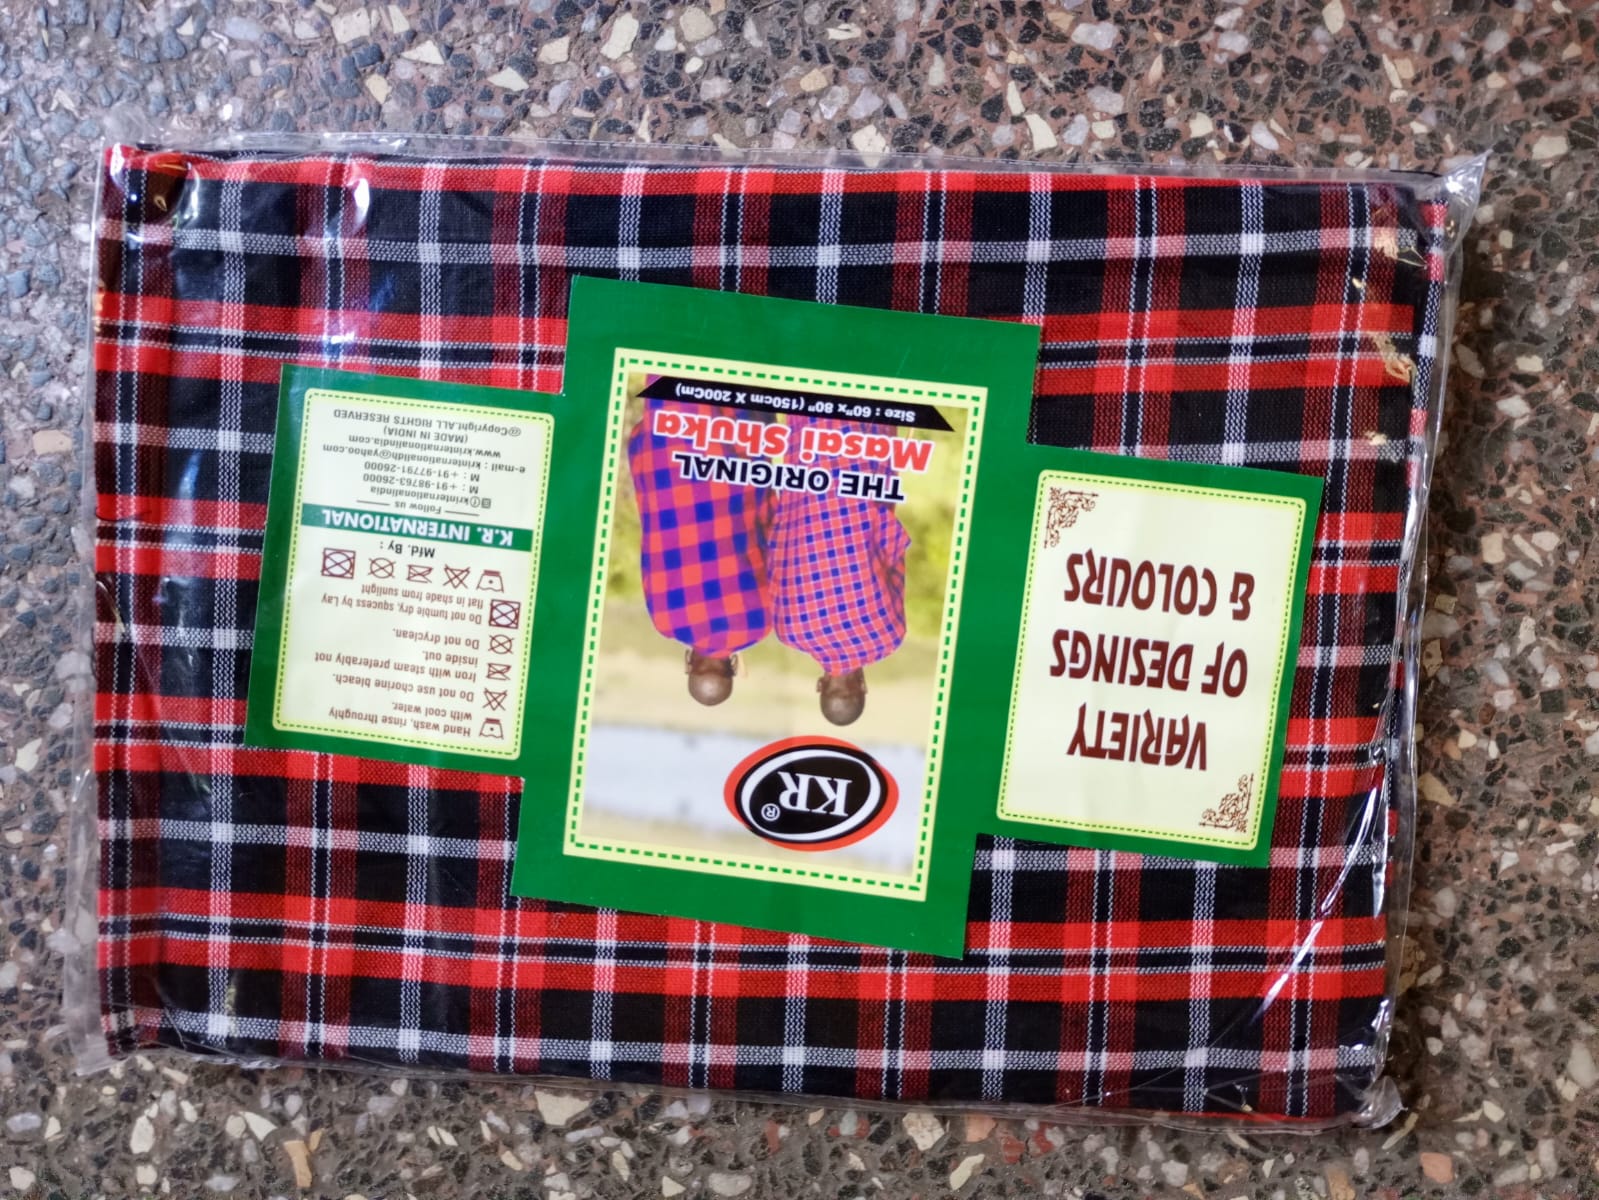 VARIETY
OF DESINGS
& COLOURS
KR®
THE ORIGINAL
Masai Shuka
Size : 60"x 80" (150cm X 200Cm)
Hand wash, rinse throughly
with cool water.
Do not use chorine bleach.
Iron with steam preferably not
inside out.
Do not dryclean.
Do not tumble dry, squcess by Lay
flat in shade from sunlight
Mfd. By :
K.R. INTERNATIONAL
Follow us
krinternationalindia
M : +91-98763-26000
M : +91-97791-26000
e-mail : krinternationalldh@yahoo.com
www.krinternationalindia.com
(MADE IN INDIA)
@Copyright.ALL RIGHTS RESERVED